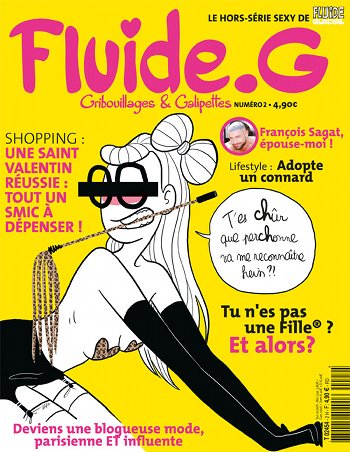 LE HORS-SÉRIE SEXY DE
FLUIDE
GLACIAL
Fluide.G
Gribouillages & Galipettes
NUMÉRO 2 • 4,90€
SHOPPING :
UNE SAINT
VALENTIN
RÉUSSIE :
TOUT UN
SMIC À
DÉPENSER !
François Sagat,
épouse-moi !
Lifestyle : Adopte
un connard
T'es chûr
que perchonne
va me reconnaître
hein?!
Tu n'es pas
une Fille® ?
Et alors?
Deviens une blogueuse mode,
parisienne ET influente